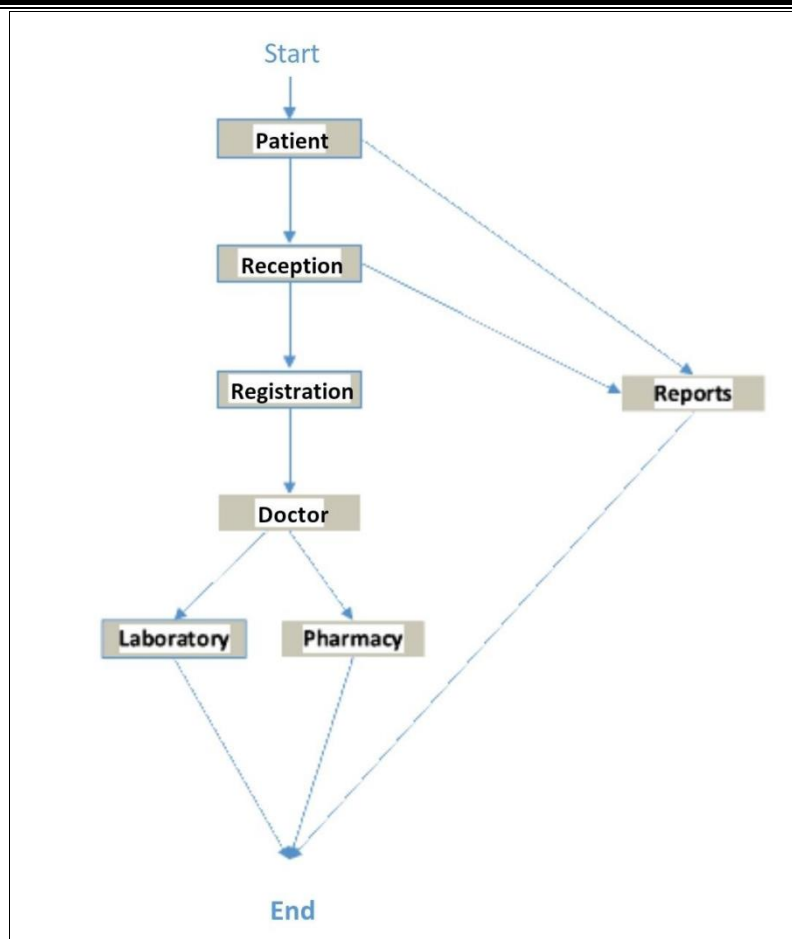 Start
Patient
Reception
Registration
Reports
Doctor
Laboratory
Pharmacy
End